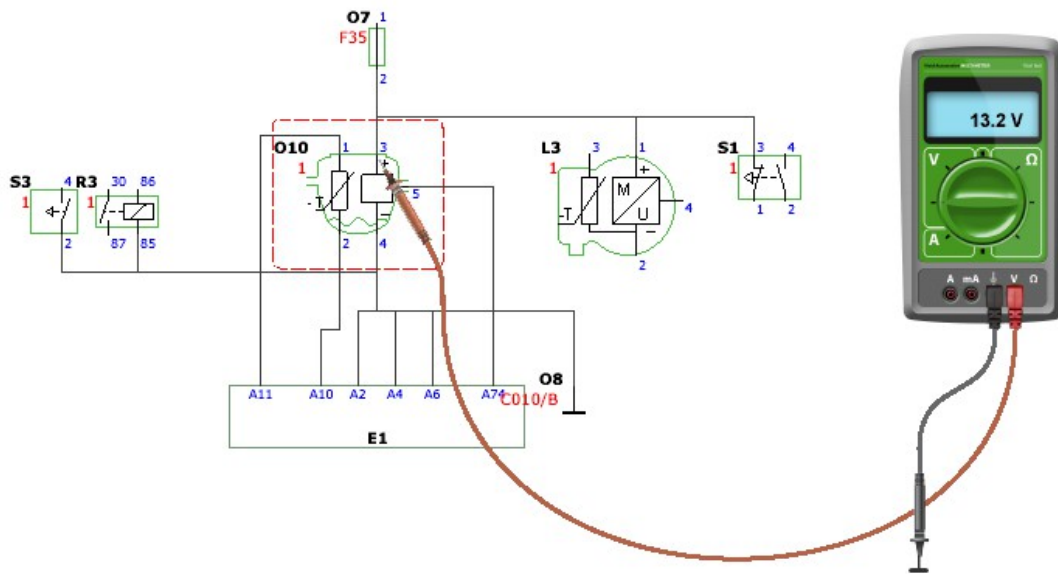 O7 1
F35
2
13.2 V
V Ω
A
A mA V Ω
O10 1 3
1 +
5
-T
2 4
S3 4
1
2
R3 30 86
1
87 85
L3 3 1
1 +
M
-T U 4
–
2
S1 3 4
1
1 2
A11 A10 A2 A4 A6 A74
O8
C010/B
E1